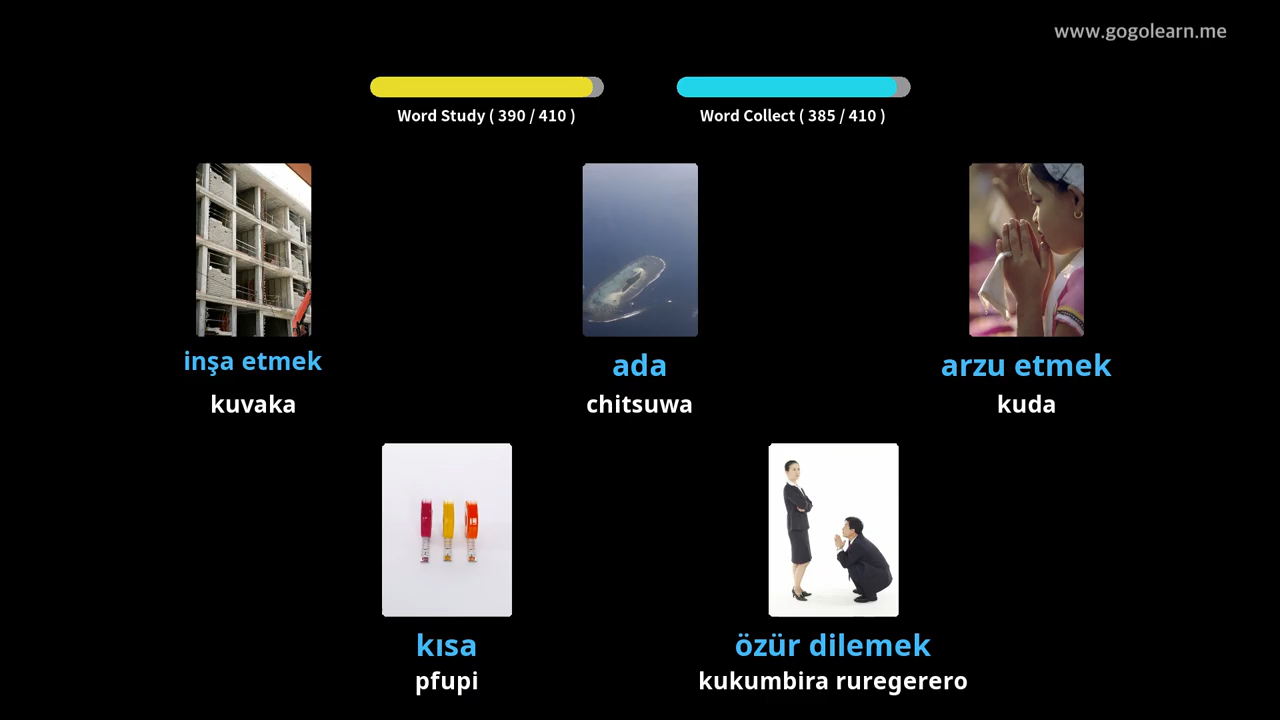 www.gogolearn.me
Word Study ( 390 / 410 )
Word Collect ( 385 / 410 )
inşa etmek
kuvaka
ada
chitsuwa
arzu etmek
kuda
kısa
pfupi
özür dilemek
kukumbira ruregerero